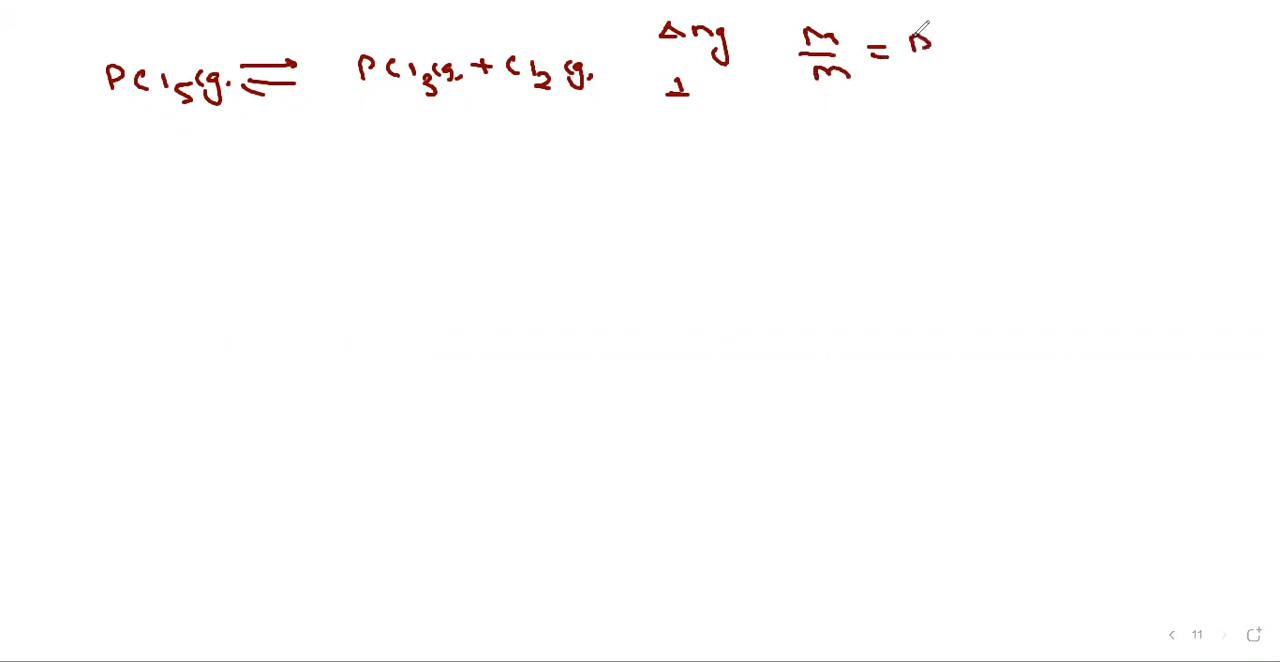 PCl5(g) ⇌ PCl3(g) + Cl2(g) Δng m/m = n
1
11